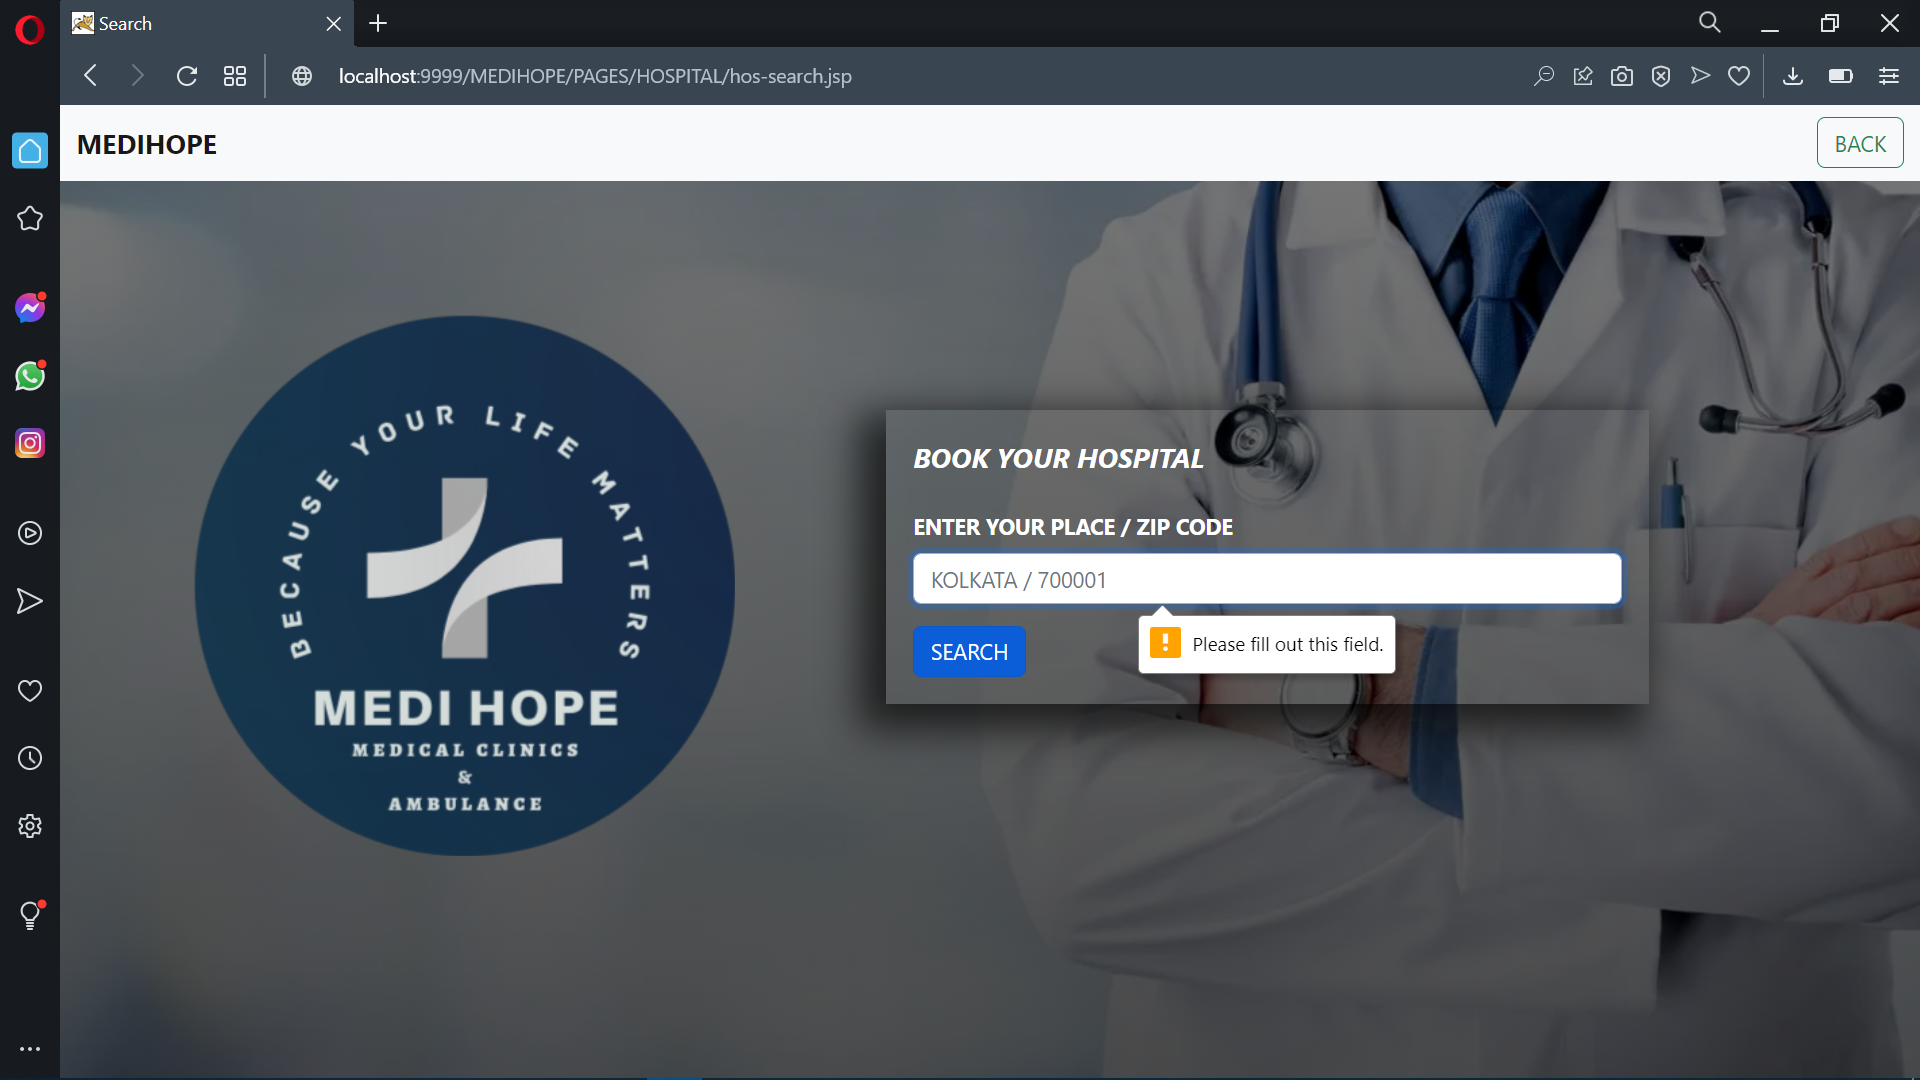 Search
localhost:9999/MEDIHOPE/PAGES/HOSPITAL/hos-search.jsp
MEDIHOPE
BACK
BECAUSE YOUR LIFE MATTERS
MEDI HOPE
MEDICAL CLINICS
&
AMBULANCE
BOOK YOUR HOSPITAL
ENTER YOUR PLACE / ZIP CODE
KOLKATA / 700001
SEARCH
Please fill out this field.